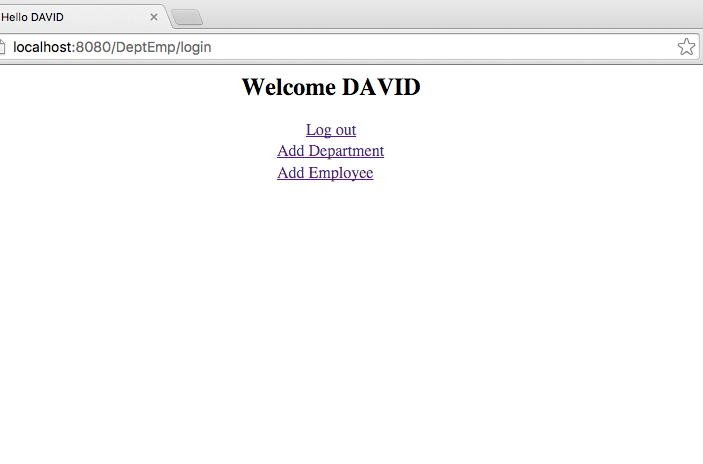 Hello DAVID
localhost:8080/DeptEmp/login
Welcome DAVID
Log out
Add Department
Add Employee